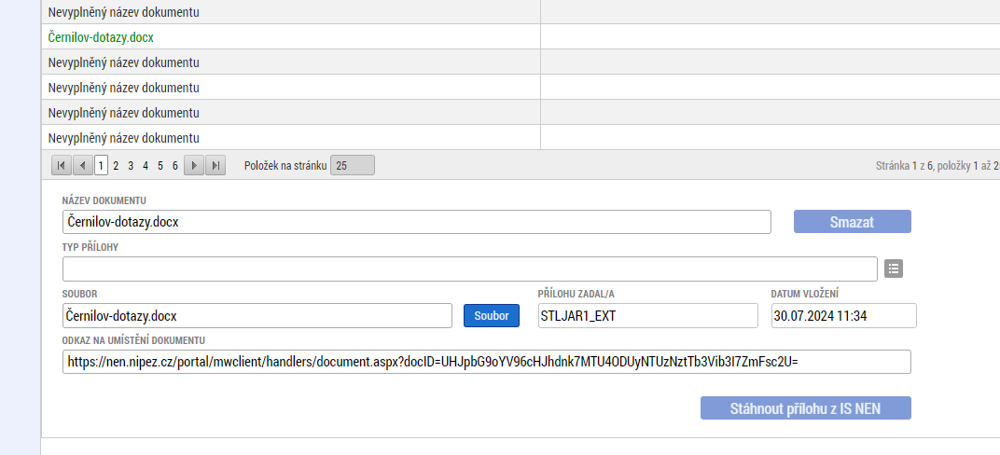 Nevyplněný název dokumentu
Černilov-dotazy.docx
Nevyplněný název dokumentu
Nevyplněný název dokumentu
Nevyplněný název dokumentu
Nevyplněný název dokumentu
1 2 3 4 5 6 Položek na stránku 25 Stránka 1 z 6, položky 1 až 2
NÁZEV DOKUMENTU
Černilov-dotazy.docx Smazat
TYP PŘÍLOHY
SOUBOR PŘÍLOHU ZADAL/A DATUM VLOŽENÍ
Černilov-dotazy.docx Soubor STLJAR1_EXT 30.07.2024 11:34
ODKAZ NA UMÍSTĚNÍ DOKUMENTU
https://nen.nipez.cz/portal/mwclient/handlers/document.aspx?docID=UHJpbG9oYV96cHJhdnk7MTU4ODUyNTUzNztTb3Vib3I7ZmFsc2U=
Stáhnout přílohu z IS NEN